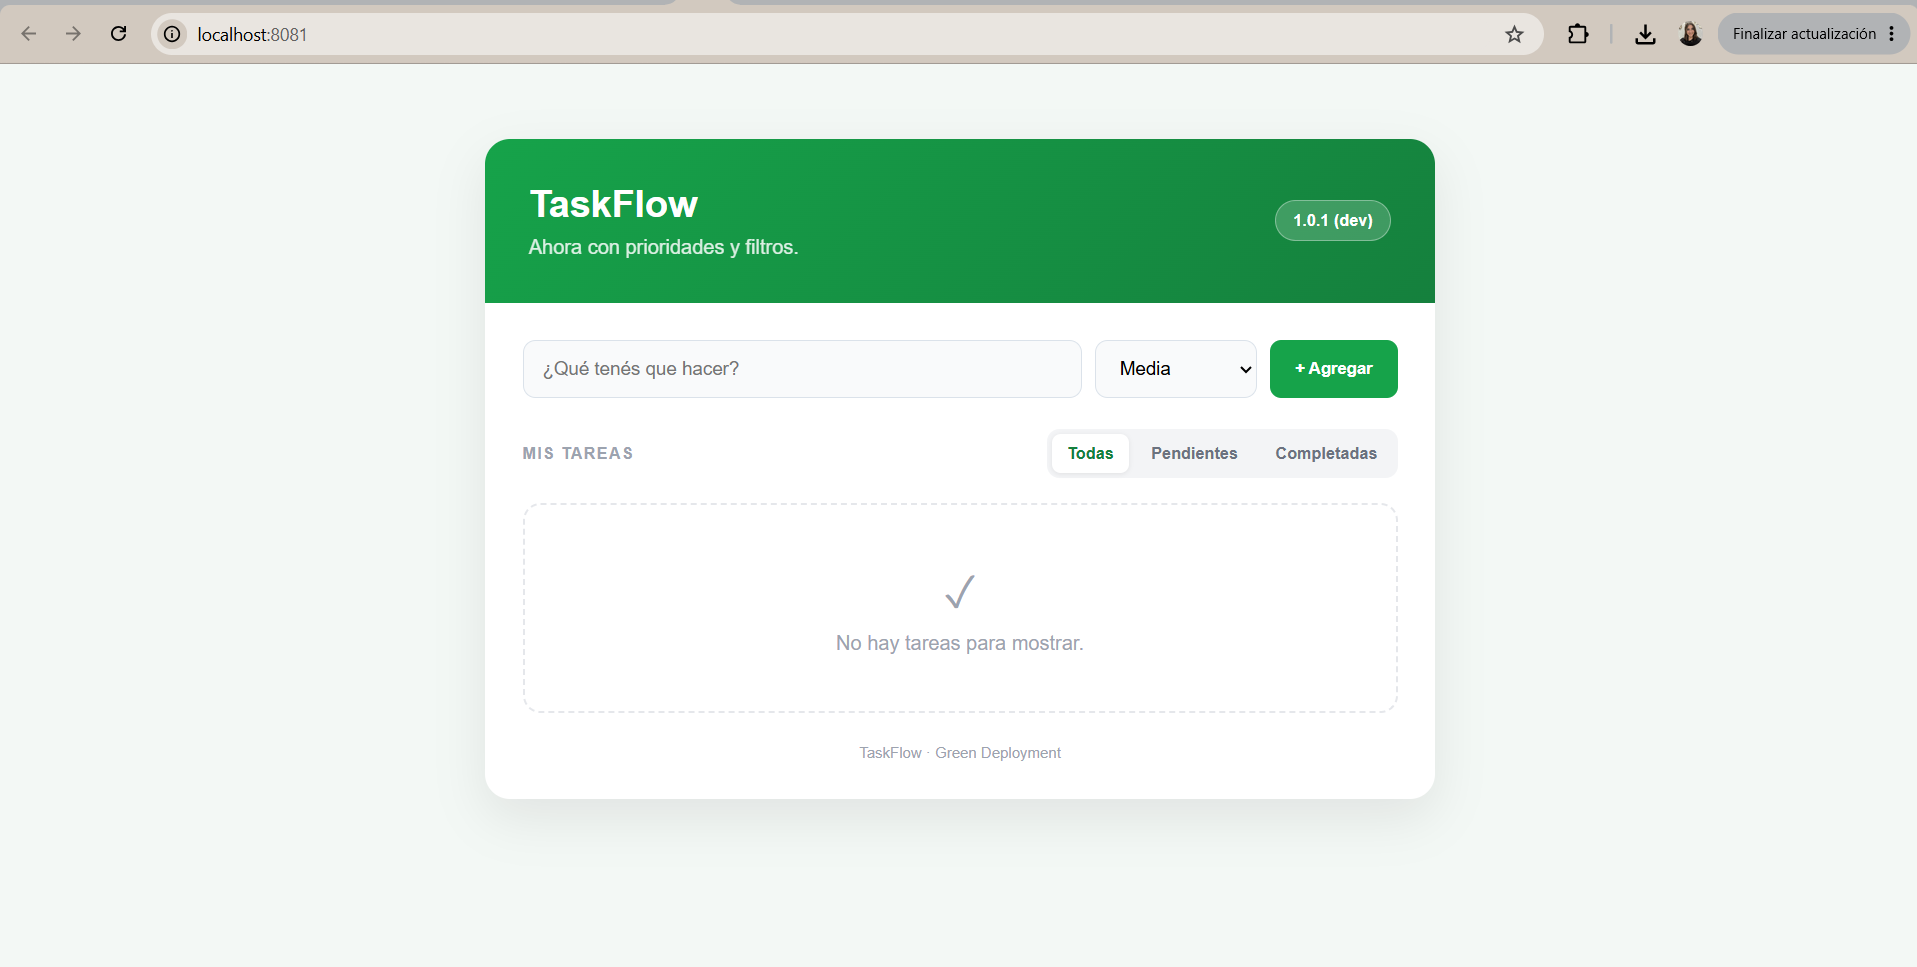 localhost:8081
Finalizar actualización
TaskFlow
Ahora con prioridades y filtros.
1.0.1 (dev)
¿Qué tenés que hacer?
Media
+ Agregar
MIS TAREAS
Todas
Pendientes
Completadas
No hay tareas para mostrar.
TaskFlow · Green Deployment